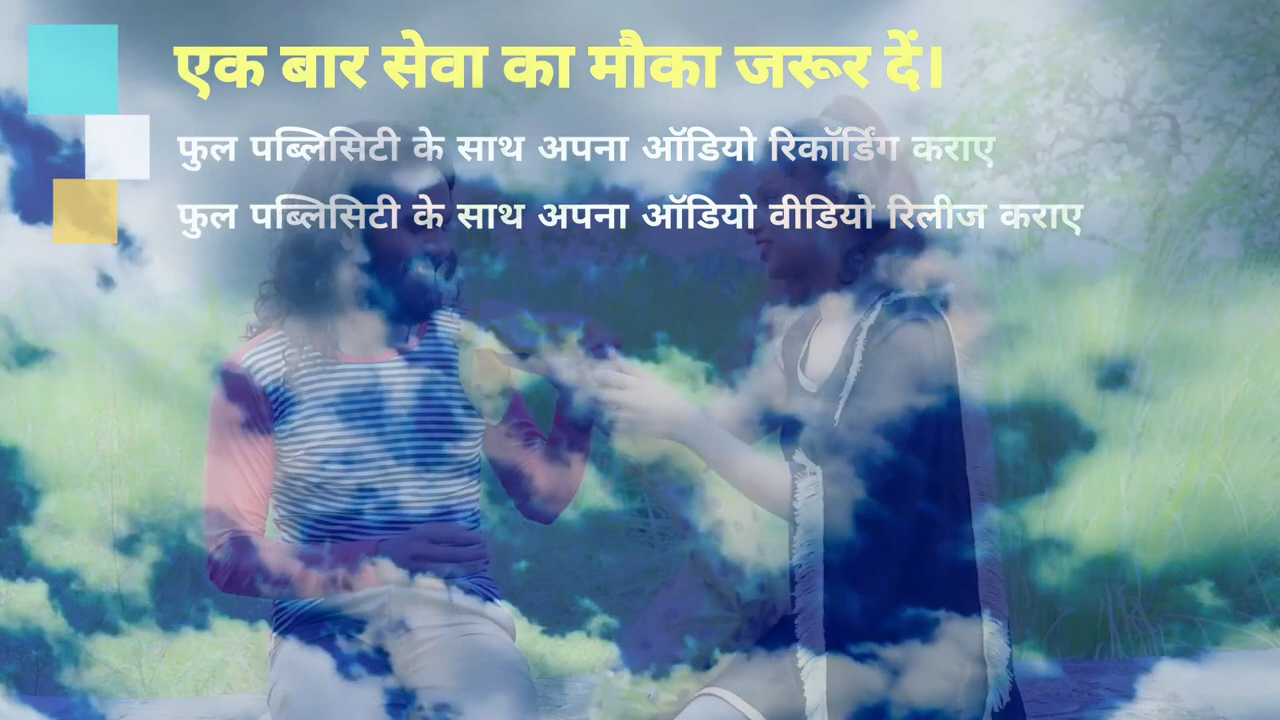 एक बार सेवा का मौका जरूर दें।
फुल पब्लिसिटी के साथ अपना ऑडियो रिकॉर्डिंग कराए
फुल पब्लिसिटी के साथ अपना ऑडियो वीडियो रिलीज कराए